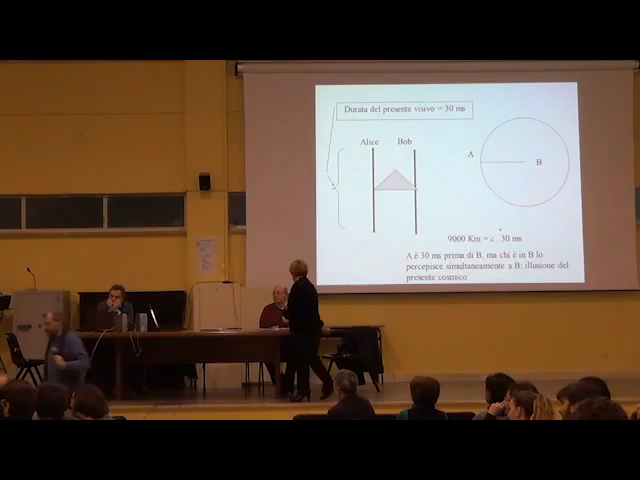 Durata del presente visivo = 30 ms
Alice Bob
A
B
9000 Km = c . 30 ms
A è 30 ms prima di B, ma chi è in B lo
percepisce simultaneamente a B: illusione del
presente cosmico